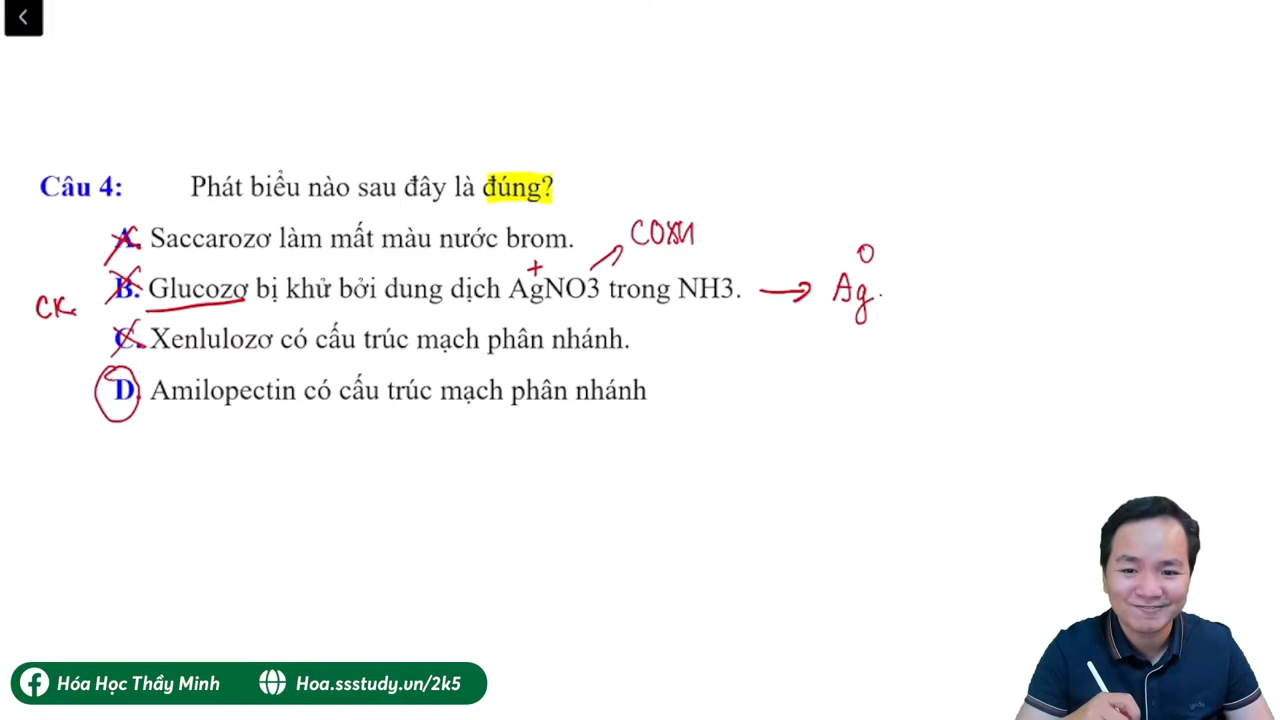 Câu 4: Phát biểu nào sau đây là đúng?
A. Saccarozơ làm mất màu nước brom.
COXH
+
O
B. Glucozơ bị khử bởi dung dịch AgNO3 trong NH3. → Ag.
CK.
C. Xenlulozơ có cấu trúc mạch phân nhánh.
D. Amilopectin có cấu trúc mạch phân nhánh
Hóa Học Thầy Minh Hoa.ssstudy.vn/2k5